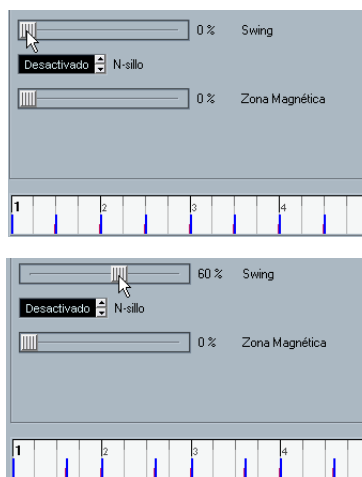 0 % Swing
Desactivado N-sillo
0 % Zona Magnética
1 2 3 4
60 % Swing
Desactivado N-sillo
0 % Zona Magnética
1 2 3 4